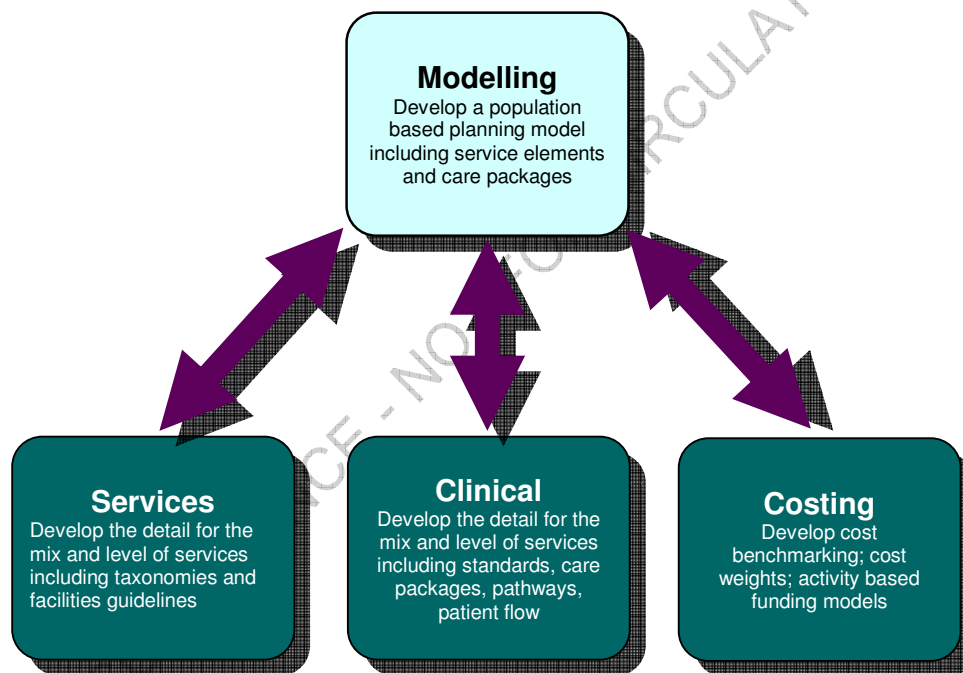 Modelling
Develop a population
based planning model
including service elements
and care packages
Services
Develop the detail for the
mix and level of services
including taxonomies and
facilities guidelines
Clinical
Develop the detail for the
mix and level of services
including standards, care
packages, pathways,
patient flow
Costing
Develop cost
benchmarking; cost
weights; activity based
funding models